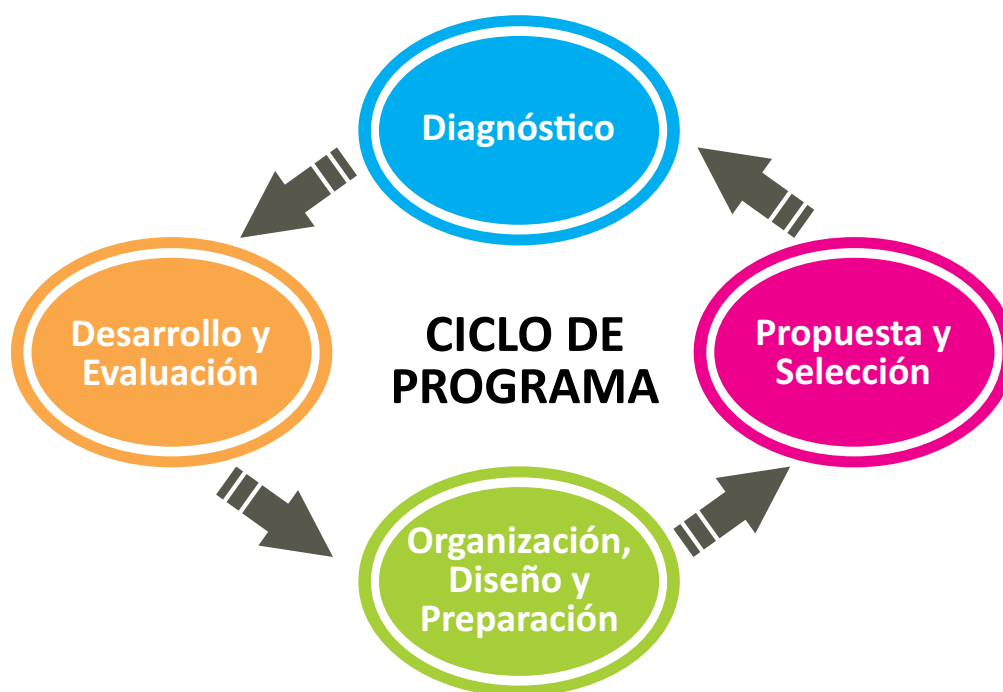 Diagnóstico
Desarrollo y
Evaluación
CICLO DE
PROGRAMA
Propuesta y
Selección
Organización,
Diseño y
Preparación